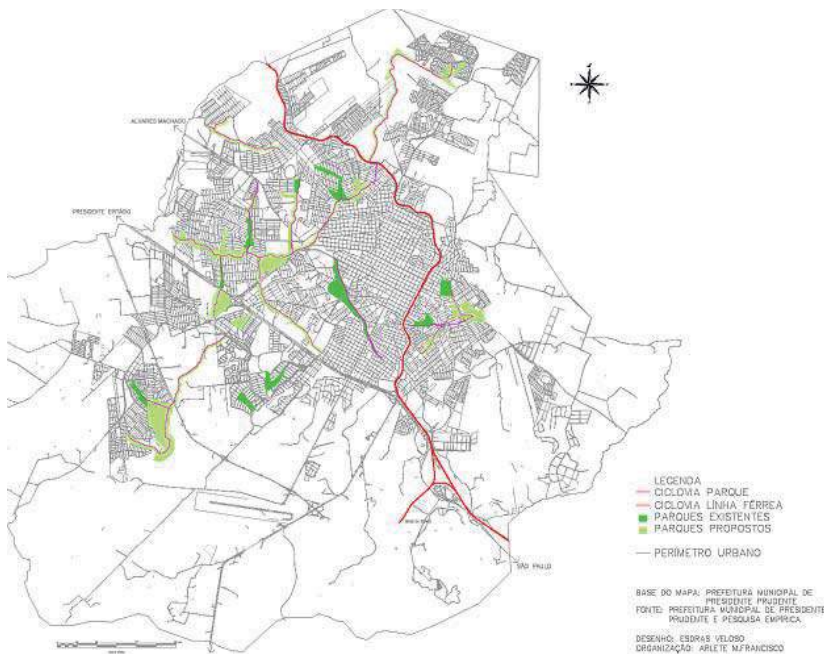 ALVARES MACHADO
PRESIDENTE EPITÁCIO
SÃO PAULO
LEGENDA
CICLOVIA PARQUE
CICLOVIA LINHA FÉRREA
PARQUES EXISTENTES
PARQUES PROPOSTOS
PERÍMETRO URBANO
BASE DO MAPA: PREFEITURA MUNICIPAL DE
PRESIDENTE PRUDENTE
FONTE: PREFEITURA MUNICIPAL DE PRESIDENTE
PRUDENTE E PESQUISA EMPÍRICA
DESENHO: ESDRAS VELOSO
ORGANIZAÇÃO: ARLETE M.FRANCISCO